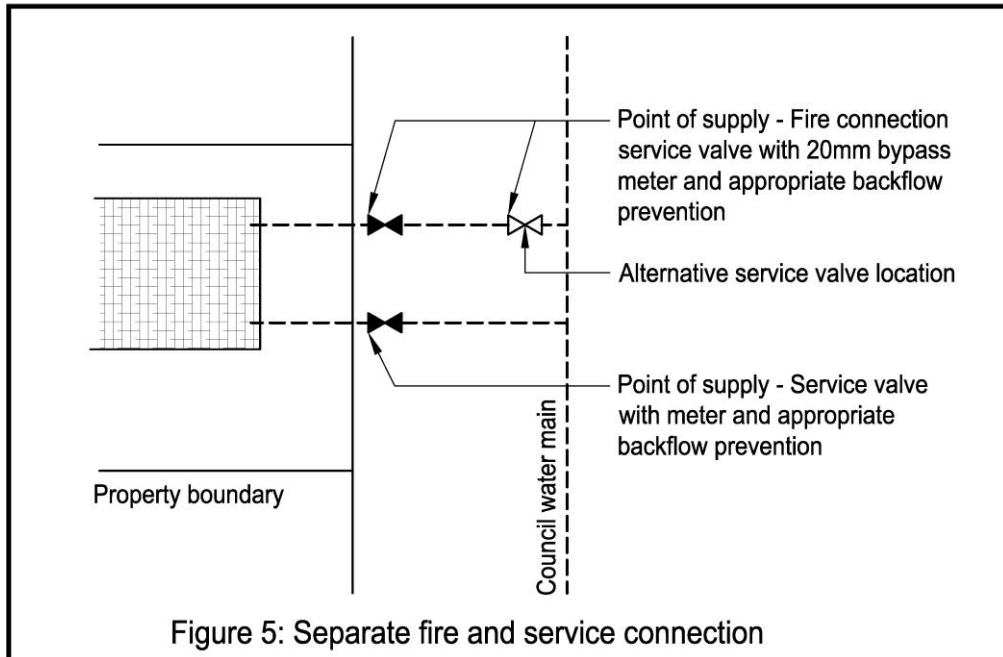 Point of supply - Fire connection
service valve with 20mm bypass
meter and appropriate backflow
prevention
Alternative service valve location
Point of supply - Service valve
with meter and appropriate
backflow prevention
Property boundary
Council water main
Figure 5: Separate fire and service connection